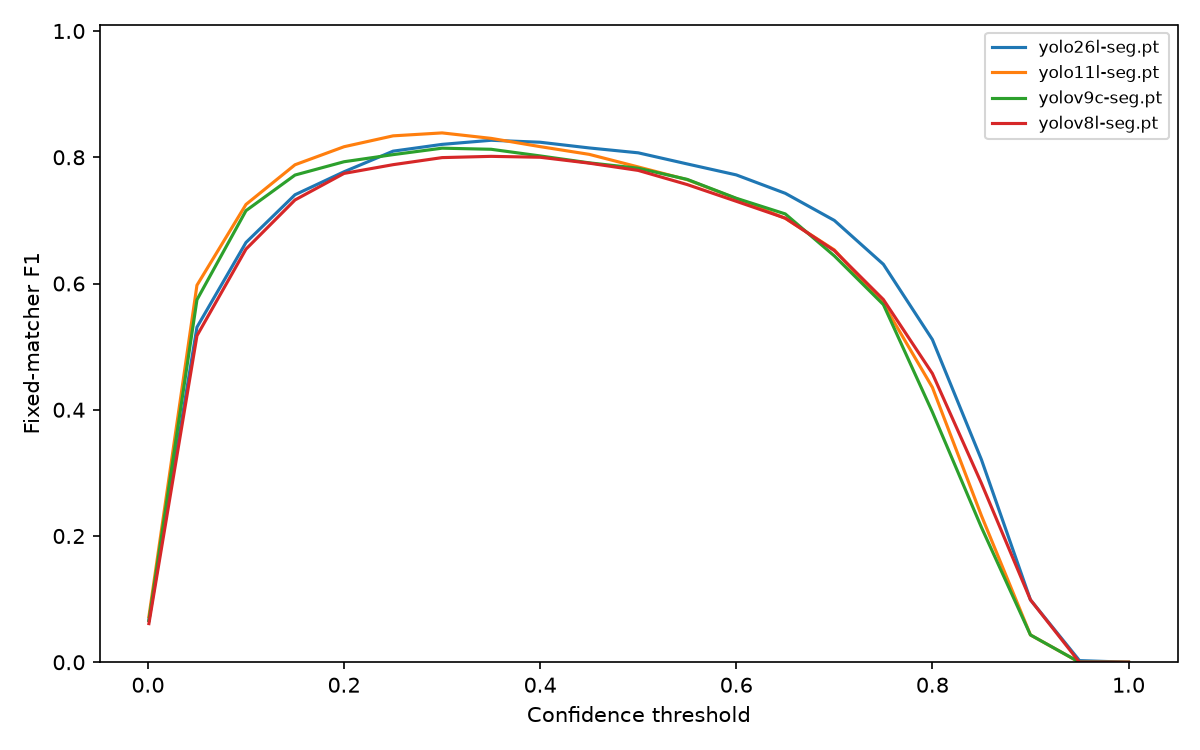 1.0
0.8
0.6
0.4
0.2
0.0
Fixed-matcher F1
yolo26l-seg.pt
yolo11l-seg.pt
yolov9c-seg.pt
yolov8l-seg.pt
0.0 0.2 0.4 0.6 0.8 1.0
Confidence threshold